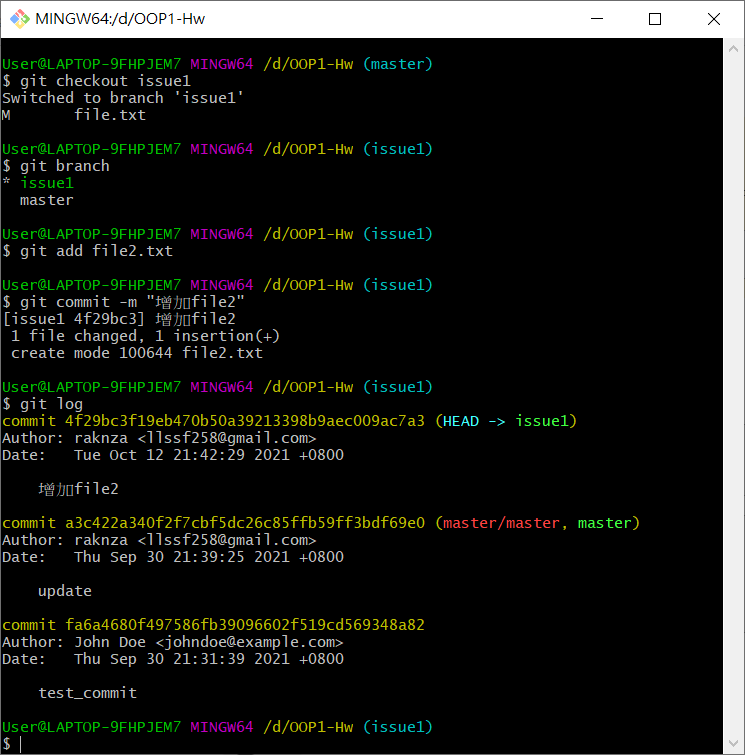 MINGW64:/d/OOP1-Hw
User@LAPTOP-9FHPJEM7 MINGW64 /d/OOP1-Hw (master)
$ git checkout issue1
Switched to branch 'issue1'
M       file.txt
User@LAPTOP-9FHPJEM7 MINGW64 /d/OOP1-Hw (issue1)
$ git branch
* issue1
  master
User@LAPTOP-9FHPJEM7 MINGW64 /d/OOP1-Hw (issue1)
$ git add file2.txt
User@LAPTOP-9FHPJEM7 MINGW64 /d/OOP1-Hw (issue1)
$ git commit -m "增加file2"
[issue1 4f29bc3] 增加file2
 1 file changed, 1 insertion(+)
 create mode 100644 file2.txt
User@LAPTOP-9FHPJEM7 MINGW64 /d/OOP1-Hw (issue1)
$ git log
commit 4f29bc3f19eb470b50a39213398b9aec009ac7a3 (HEAD -> issue1)
Author: raknza <llssf258@gmail.com>
Date:   Tue Oct 12 21:42:29 2021 +0800
    增加file2
commit a3c422a340f2f7cbf5dc26c85ffb59ff3bdf69e0 (master/master, master)
Author: raknza <llssf258@gmail.com>
Date:   Thu Sep 30 21:39:25 2021 +0800
    update
commit fa6a4680f497586fb39096602f519cd569348a82
Author: John Doe <johndoe@example.com>
Date:   Thu Sep 30 21:31:39 2021 +0800
    test_commit
User@LAPTOP-9FHPJEM7 MINGW64 /d/OOP1-Hw (issue1)
$